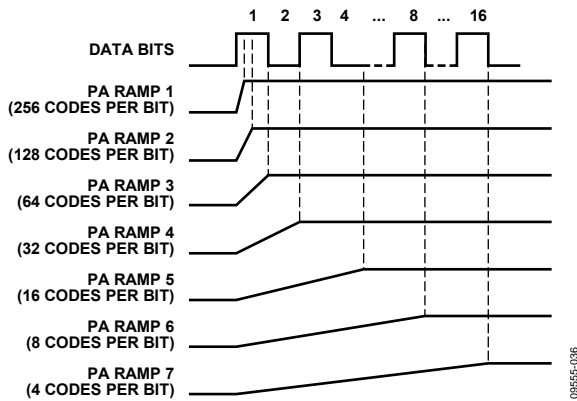 1 2 3 4 ... 8 ... 16
DATA BITS
PA RAMP 1
(256 CODES PER BIT)
PA RAMP 2
(128 CODES PER BIT)
PA RAMP 3
(64 CODES PER BIT)
PA RAMP 4
(32 CODES PER BIT)
PA RAMP 5
(16 CODES PER BIT)
PA RAMP 6
(8 CODES PER BIT)
PA RAMP 7
(4 CODES PER BIT)
09555-036